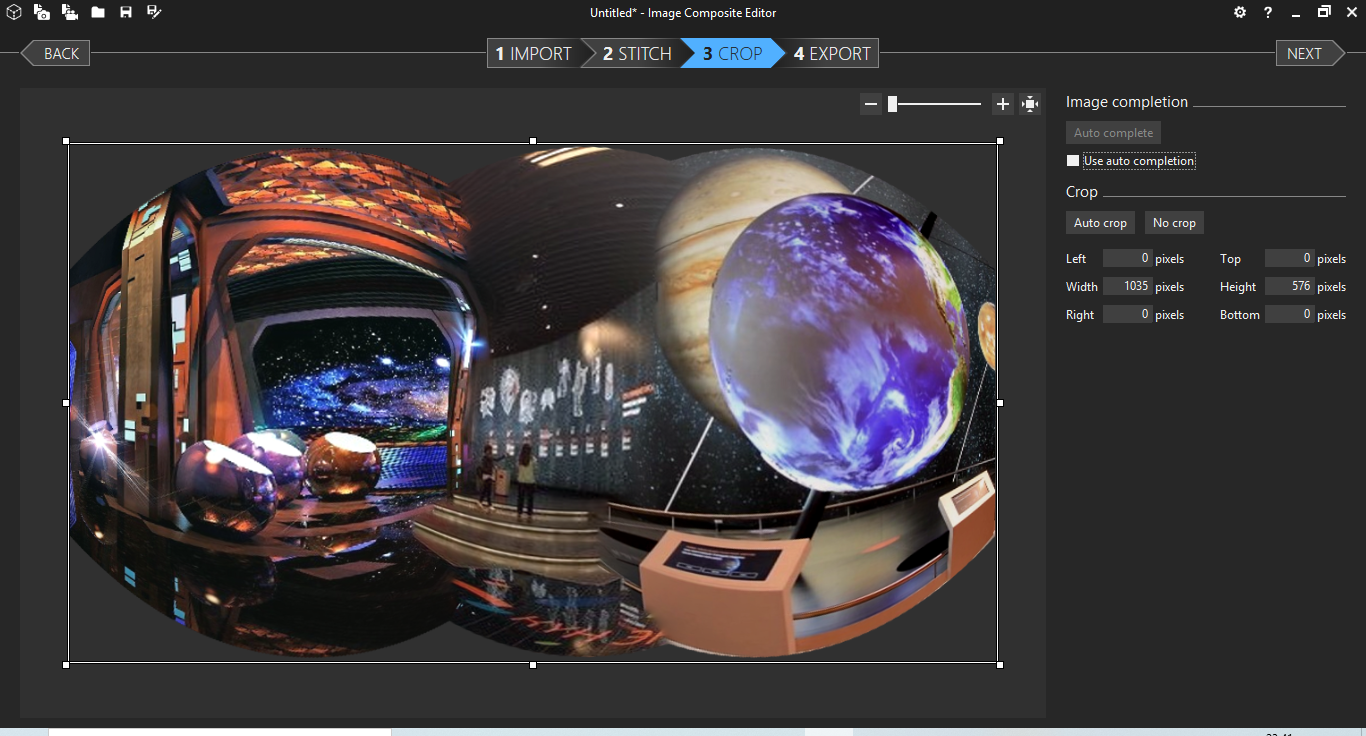 Untitled* - Image Composite Editor
BACK
1 IMPORT
2 STITCH
3 CROP
4 EXPORT
NEXT
Image completion
Auto complete
Use auto completion
Crop
Auto crop
No crop
Left 0 pixels
Top 0 pixels
Width 1035 pixels
Height 576 pixels
Right 0 pixels
Bottom 0 pixels